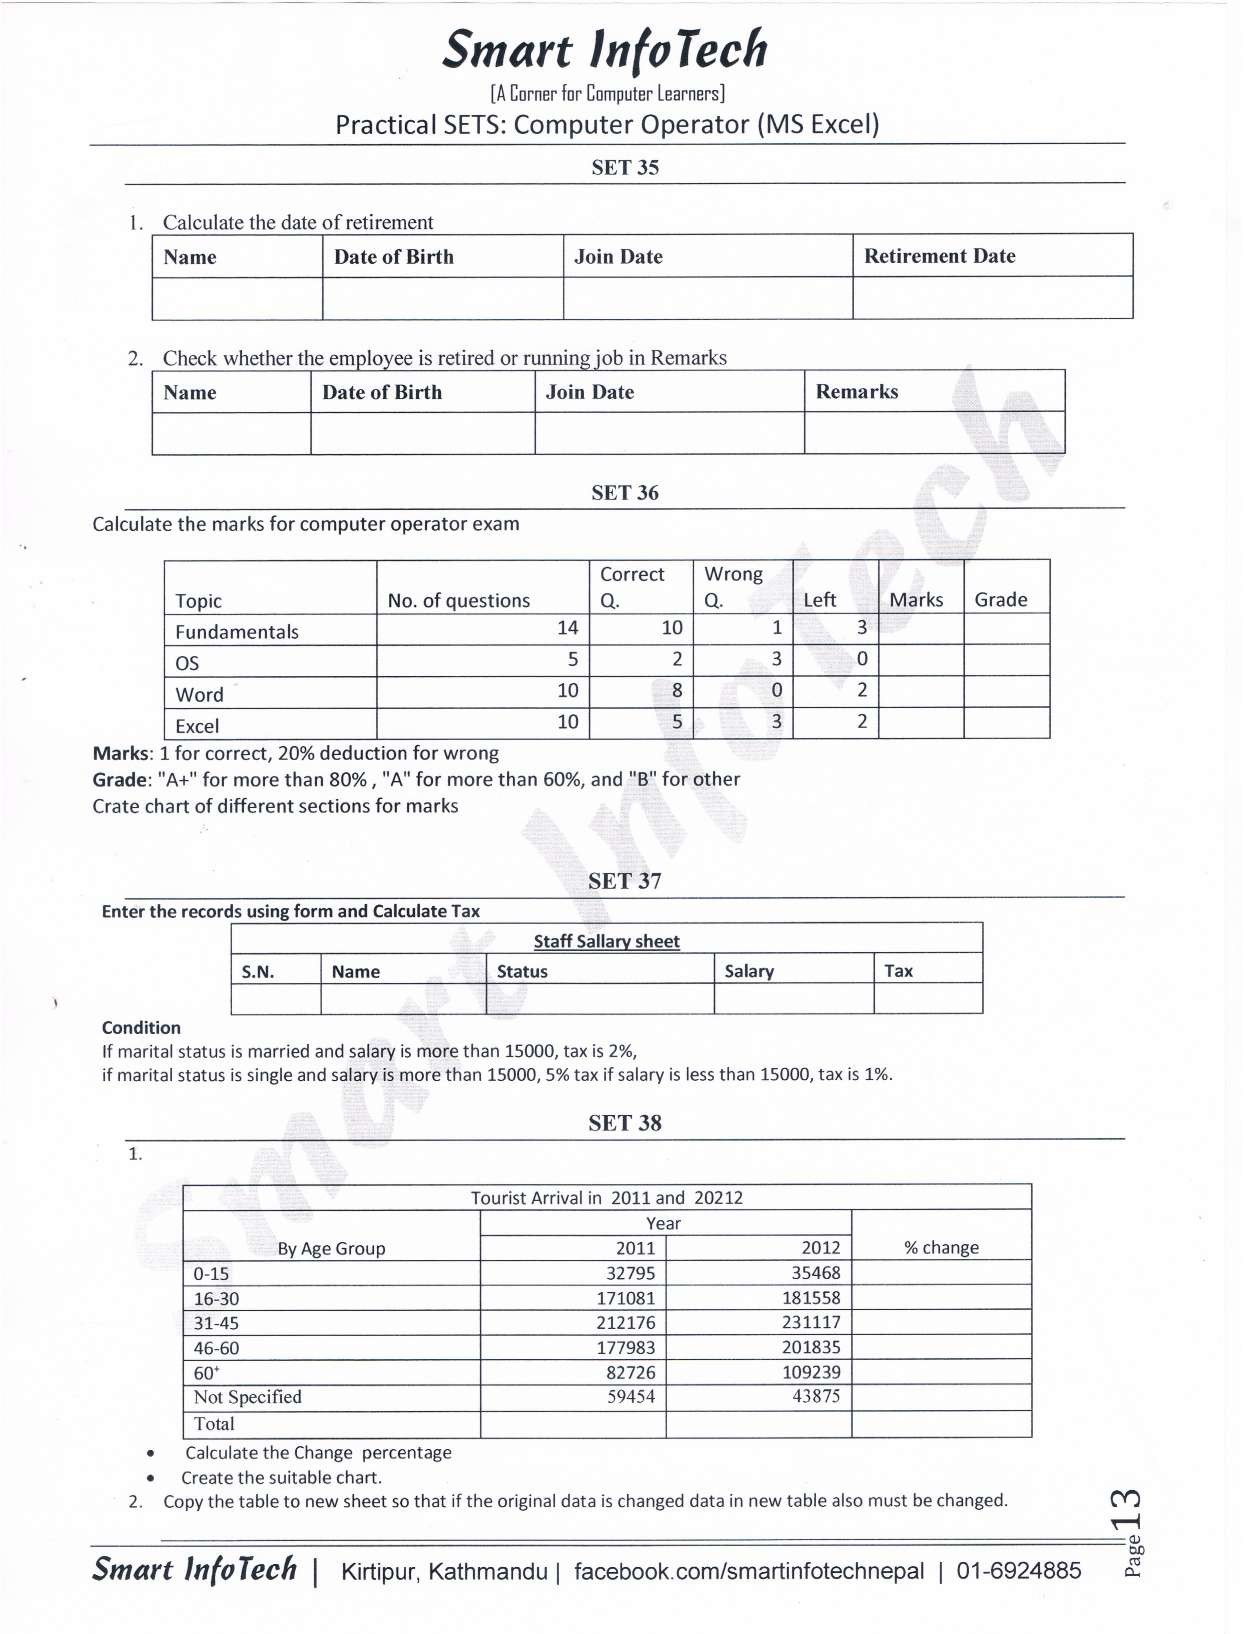 Smart InfoTech
[A Corner for Computer Learners]
Practical SETS: Computer Operator (MS Excel)
SET 35
1. Calculate the date of retirement
Name Date of Birth Join Date Retirement Date
2. Check whether the employee is retired or running job in Remarks
Name Date of Birth Join Date Remarks
SET 36
Calculate the marks for computer operator exam
Topic No. of questions Correct Q. Wrong Q. Left Marks Grade
Fundamentals 14 10 1 3
OS 5 2 3 0
Word 10 8 0 2
Excel 10 5 3 2
Marks: 1 for correct, 20% deduction for wrong
Grade: "A+" for more than 80% , "A" for more than 60%, and "B" for other
Crate chart of different sections for marks
SET 37
Enter the records using form and Calculate Tax
Staff Sallary sheet
S.N. Name Status Salary Tax
Condition
If marital status is married and salary is more than 15000, tax is 2%,
if marital status is single and salary is more than 15000, 5% tax if salary is less than 15000, tax is 1%.
SET 38
1.
Tourist Arrival in 2011 and 20212
Year
By Age Group 2011 2012 % change
0-15 32795 35468
16-30 171081 181558
31-45 212176 231117
46-60 177983 201835
60+ 82726 109239
Not Specified 59454 43875
Total
• Calculate the Change percentage
• Create the suitable chart.
2. Copy the table to new sheet so that if the original data is changed data in new table also must be changed.
Page 13
Smart InfoTech | Kirtipur, Kathmandu | facebook.com/smartinfotechnepal | 01-6924885
Smart InfoTech